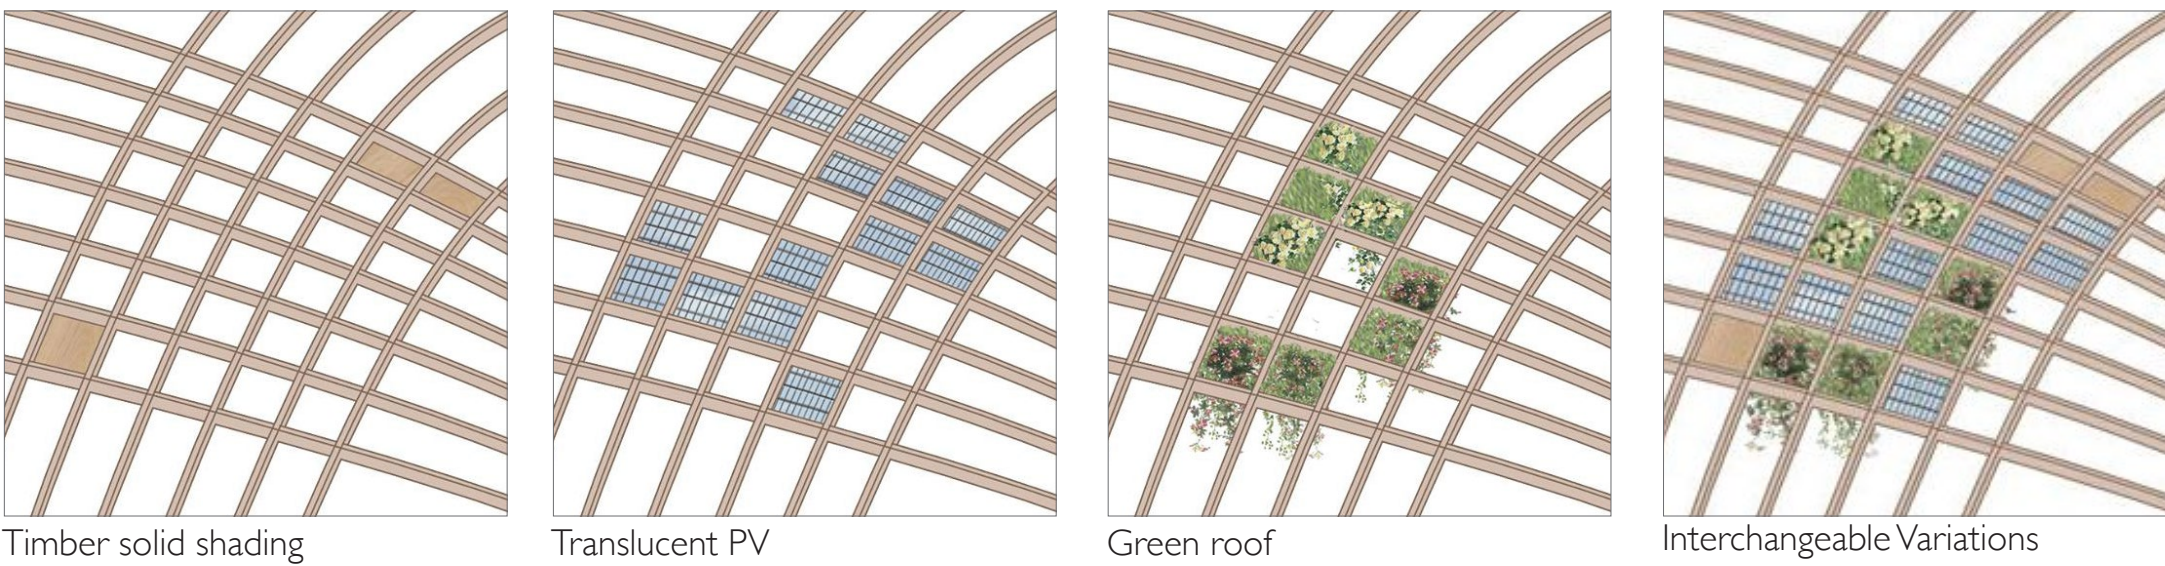 Timber solid shading
Translucent PV
Green roof
Interchangeable Variations